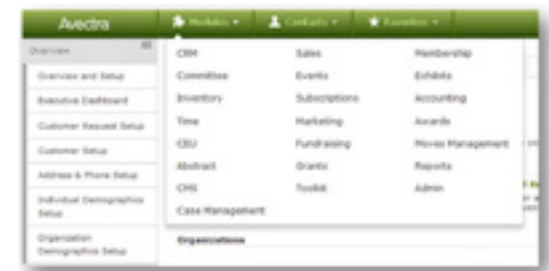 Avectra
Modules
Contacts
Favorites
Overview
Overview and Setup
Executive Dashboard
Customer Request Setup
Customer Setup
Address & Phone Setup
Individual Demographics
Setup
Organization
Demographics Setup
CRM Sales Membership
Committee Events Exhibits
Inventory Subscriptions Accounting
Time Marketing Awards
CEU Fundraising Moves Management
Abstract Grants Reports
CMS Toolkit Admin
Case Management
Organizations